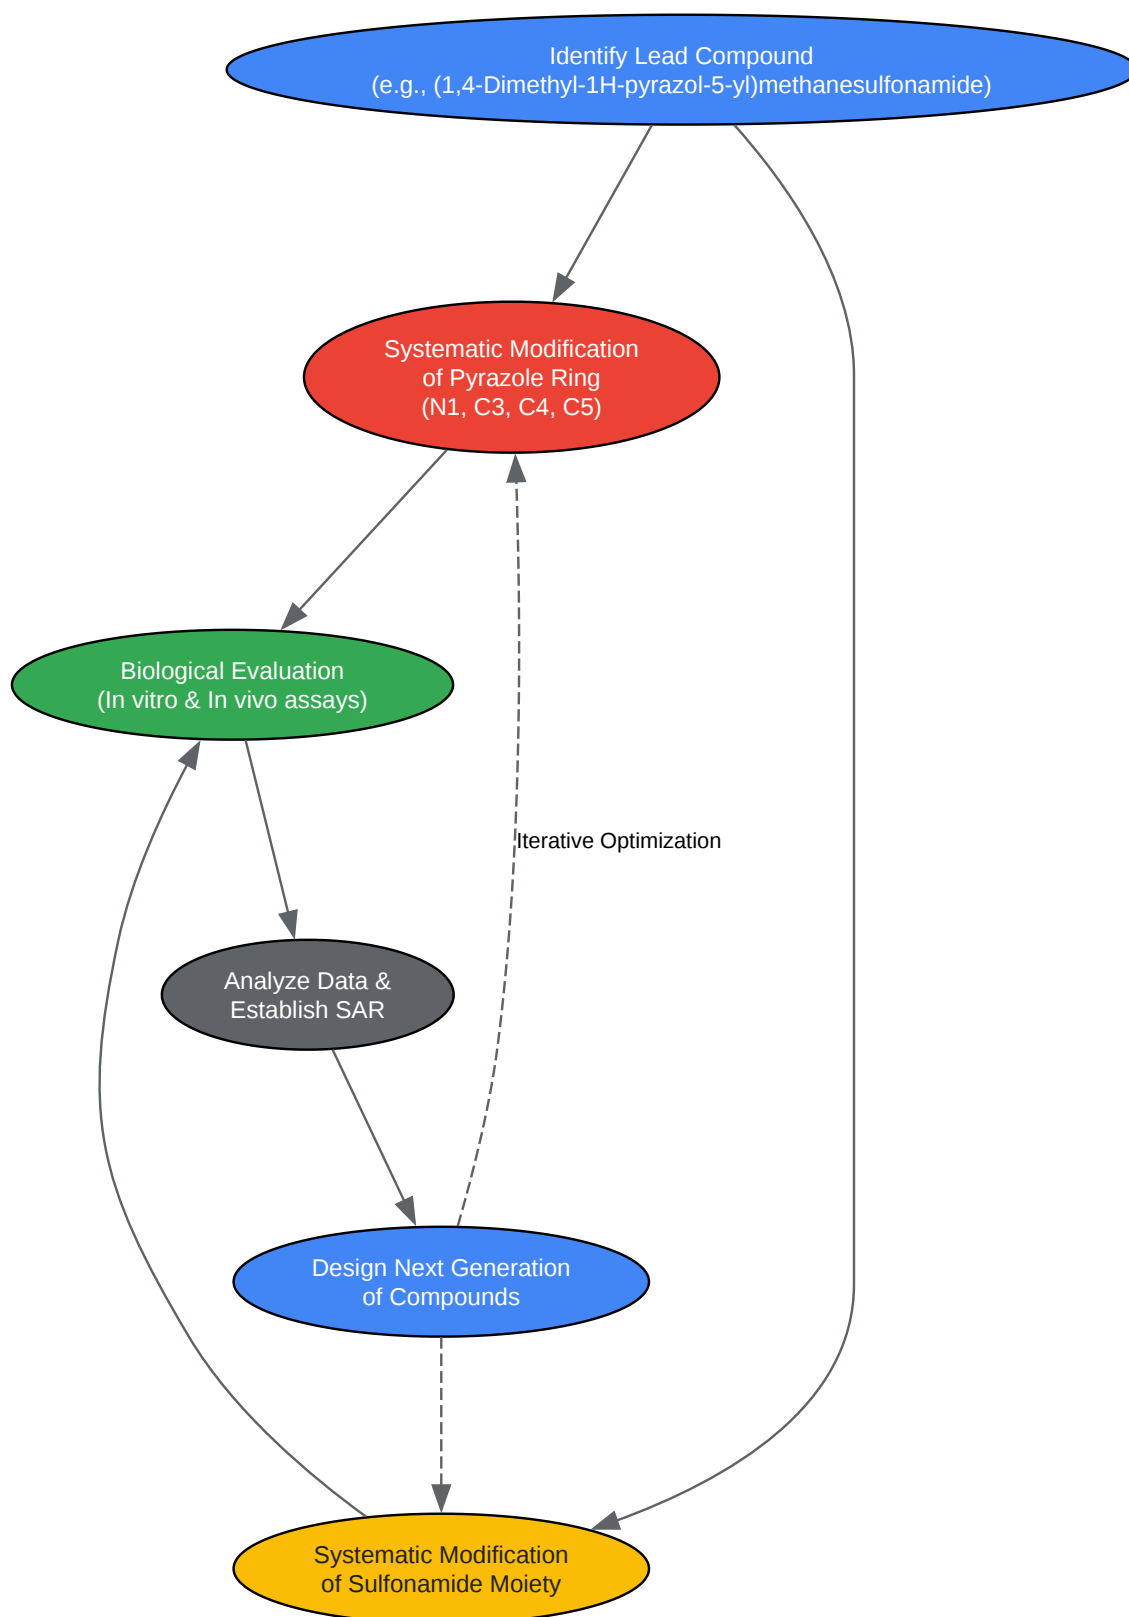 Identify Lead Compound
(e.g., (1,4-Dimethyl-1H-pyrazol-5-yl)methanesulfonamide)
Systematic Modification
of Pyrazole Ring
(N1, C3, C4, C5)
Biological Evaluation
(In vitro & In vivo assays)
Iterative Optimization
Analyze Data &
Establish SAR
Design Next Generation
of Compounds
Systematic Modification
of Sulfonamide Moiety